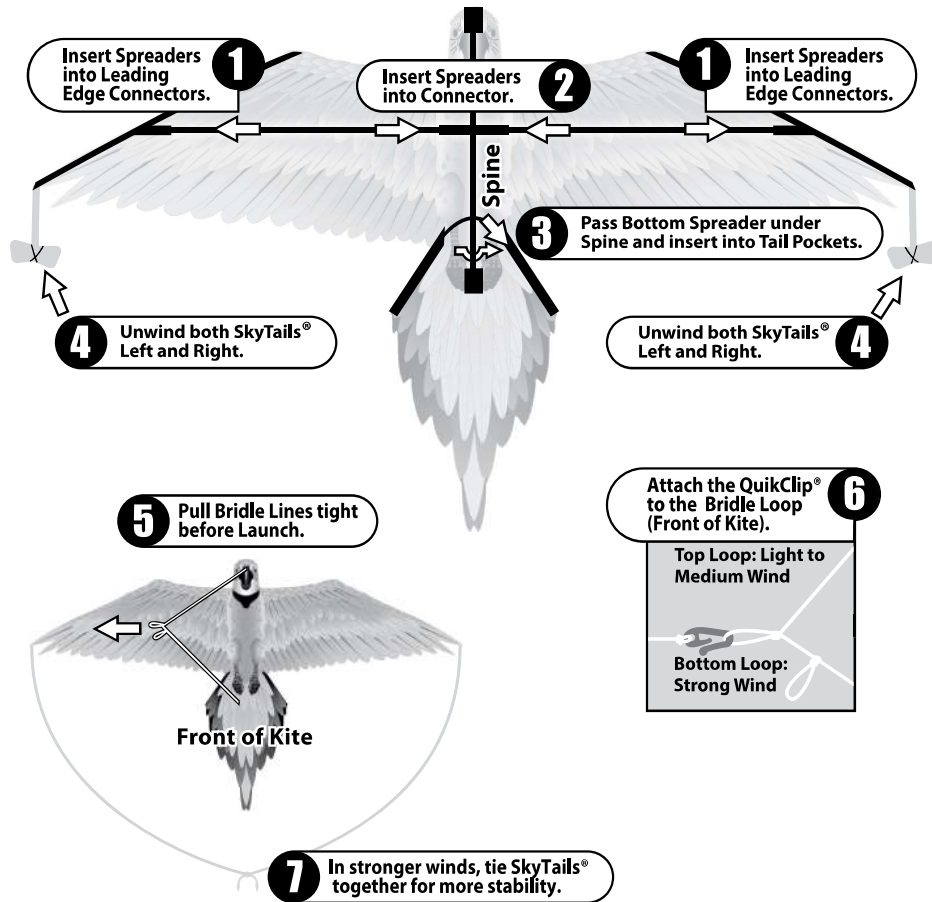 Insert Spreaders
into Leading
Edge Connectors.
1
Insert Spreaders
into Connector.
2
1
Insert Spreaders
into Leading
Edge Connectors.
Spine
3
Pass Bottom Spreader under
Spine and insert into Tail Pockets.
4
Unwind both SkyTails®
Left and Right.
Unwind both SkyTails®
Left and Right.
4
5
Pull Bridle Lines tight
before Launch.
Front of Kite
Attach the QuikClip®
to the Bridle Loop
(Front of Kite).
6
Top Loop: Light to
Medium Wind
Bottom Loop:
Strong Wind
7
In stronger winds, tie SkyTails®
together for more stability.